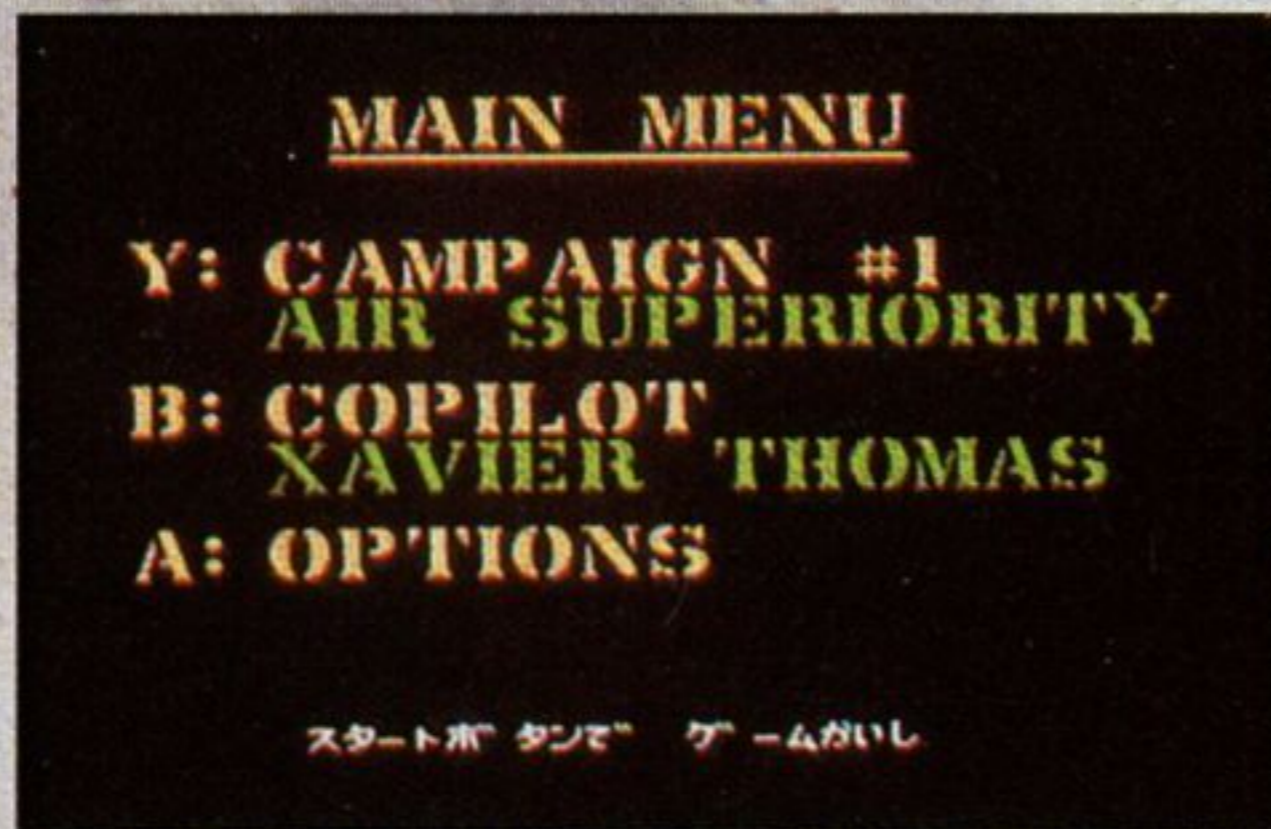 MAIN MENU
Y: CAMPAIGN #1
AIR SUPERIORITY
B: COPILOT
XAVIER THOMAS
A: OPTIONS
スタートボタンで ゲームかいし